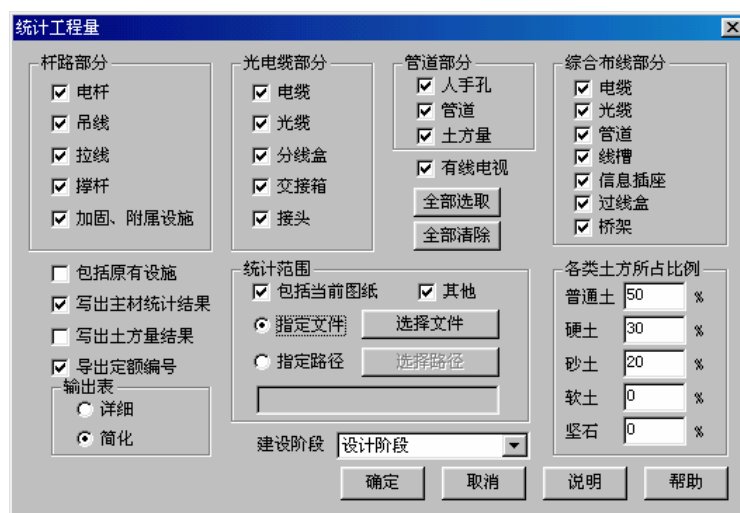 统计工程量
杆路部分
电杆
吊线
拉线
撑杆
加固、附属设施
光电缆部分
电缆
光缆
分线盒
交接箱
接头
管道部分
人手孔
管道
土方量
有线电视
全部选取
全部清除
综合布线部分
电缆
光缆
管道
线槽
信息插座
过线盒
桥架
包括原有设施
写出主材统计结果
写出土方量结果
导出定额编号
输出表
详细
简化
统计范围
包括当前图纸 其他
指定文件 选择文件
指定路径 选择路径
建设阶段 设计阶段
各类土方所占比例
普通土 50 %
硬土 30 %
砂土 20 %
软土 0 %
坚石 0 %
确定 取消 说明 帮助